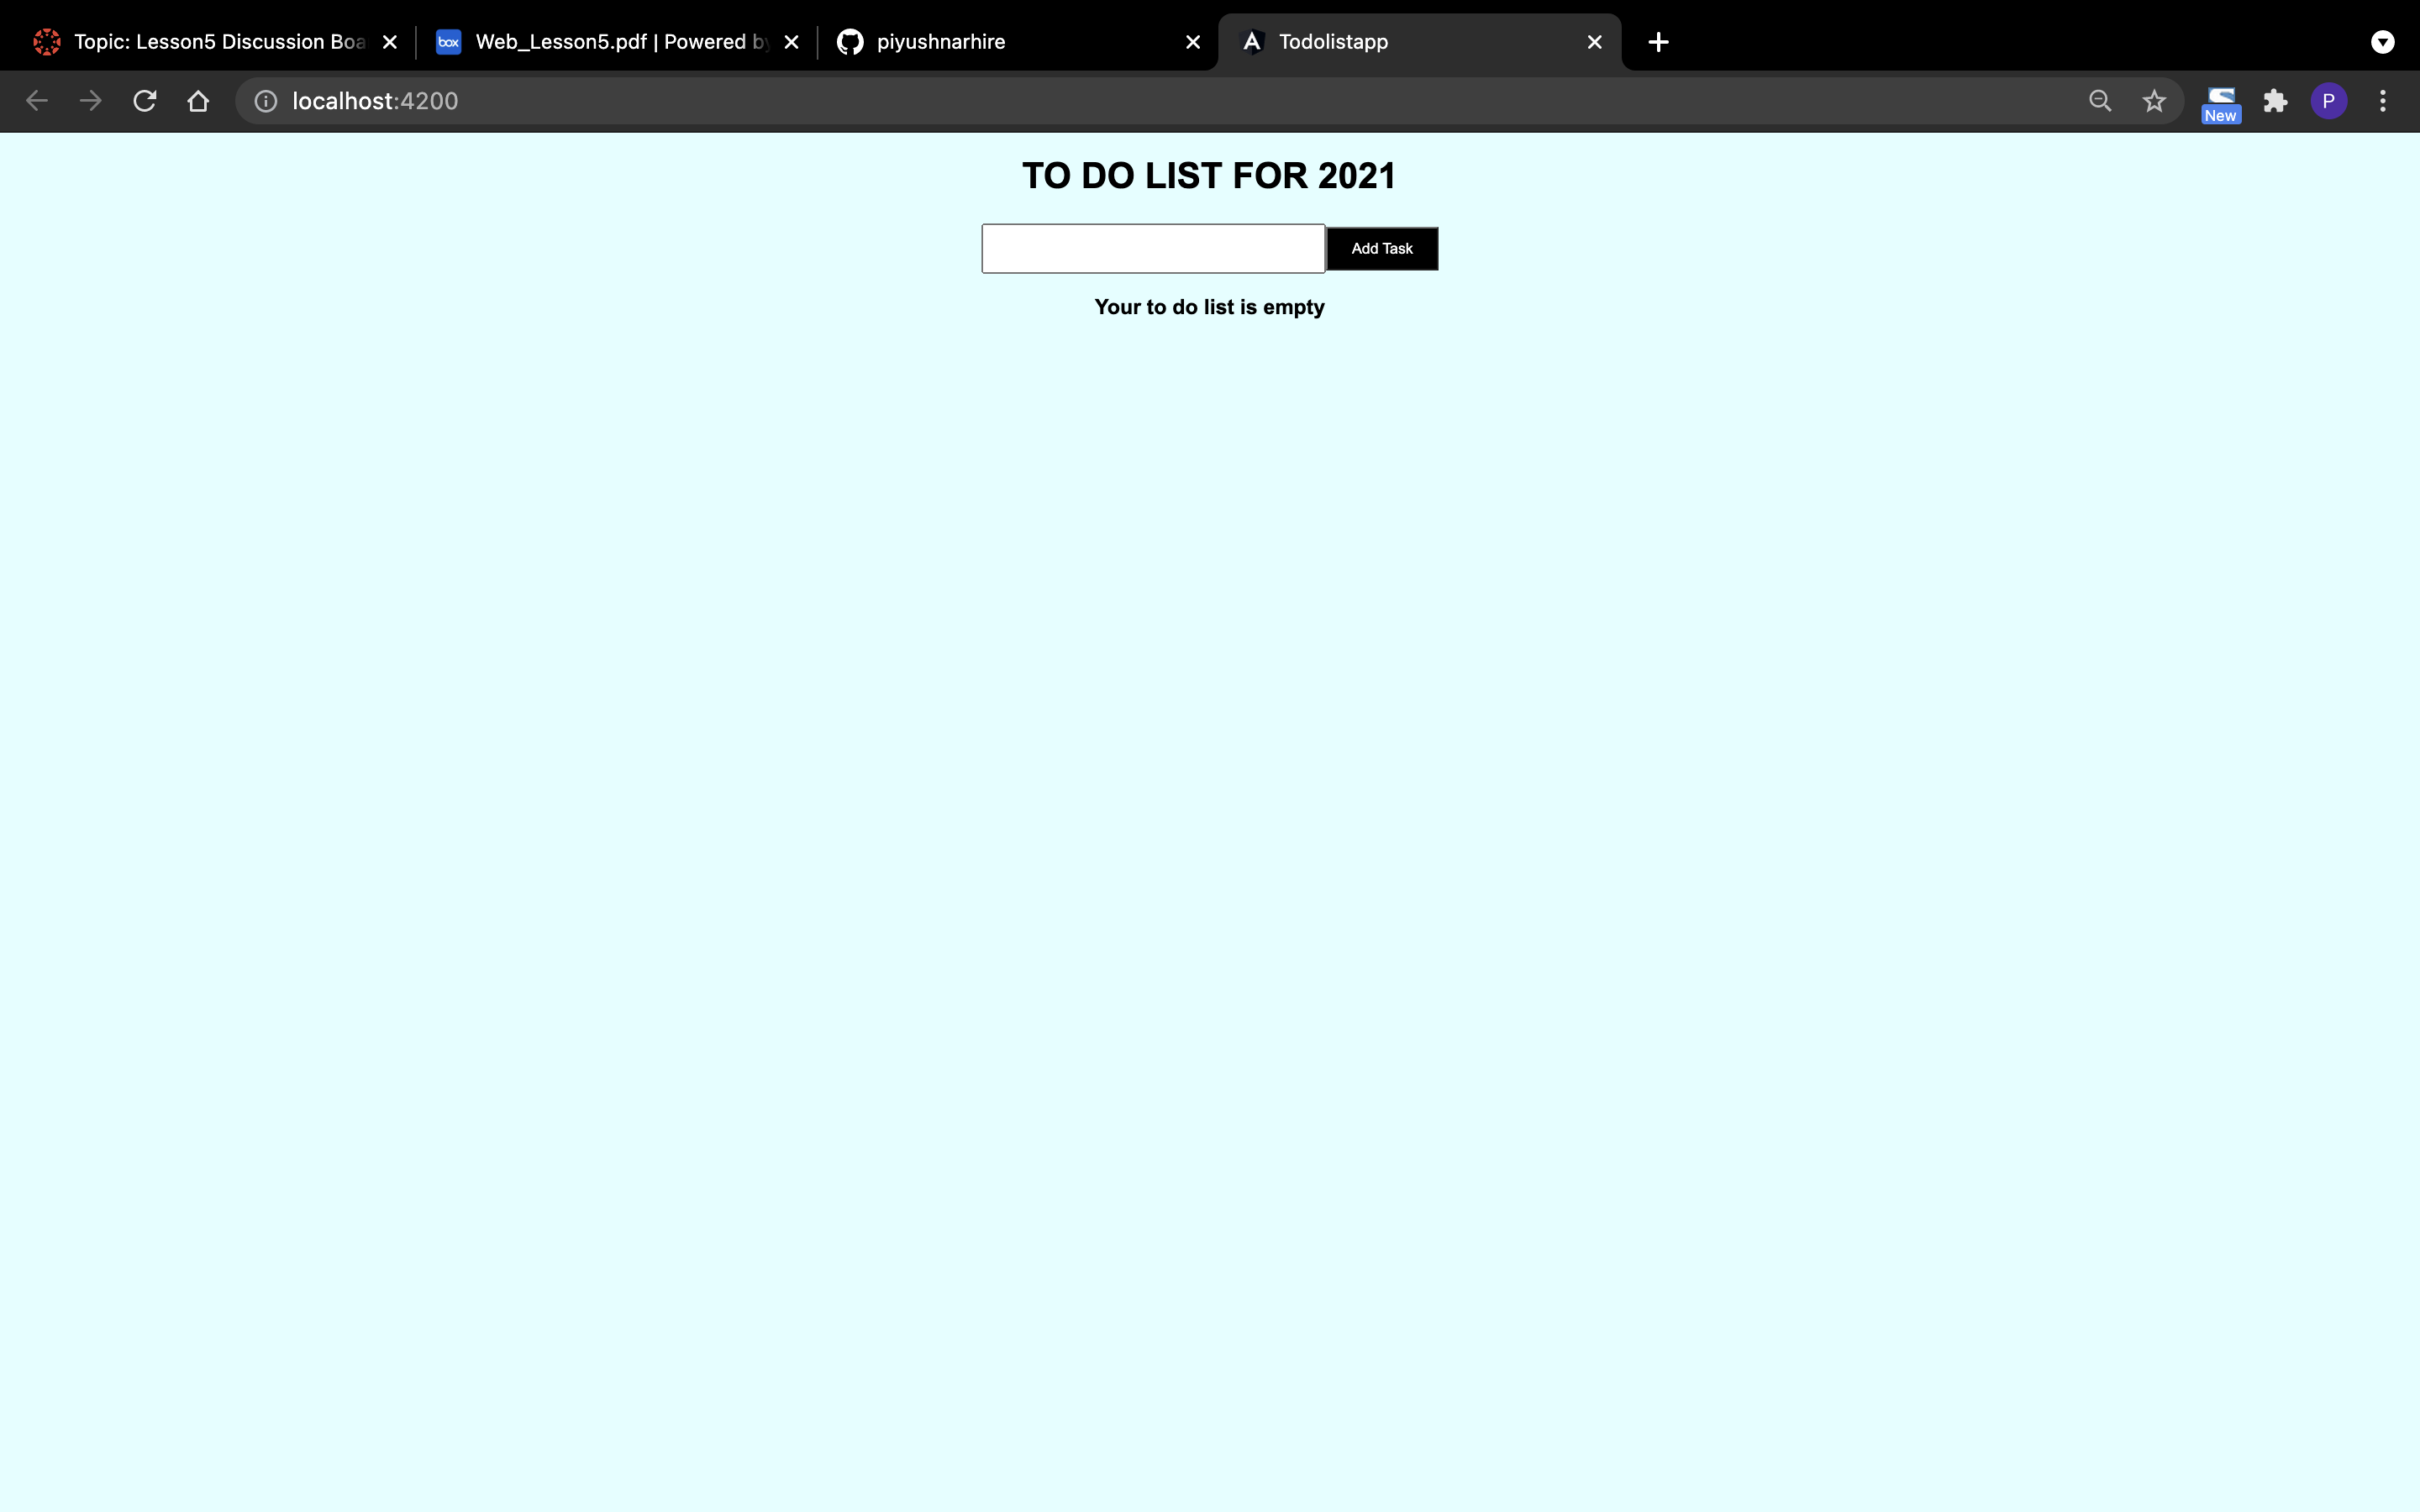 Topic: Lesson5 Discussion Boa
box
Web_Lesson5.pdf | Powered by
piyushnarhire
Todolistapp
localhost:4200
New
P
TO DO LIST FOR 2021
Add Task
Your to do list is empty